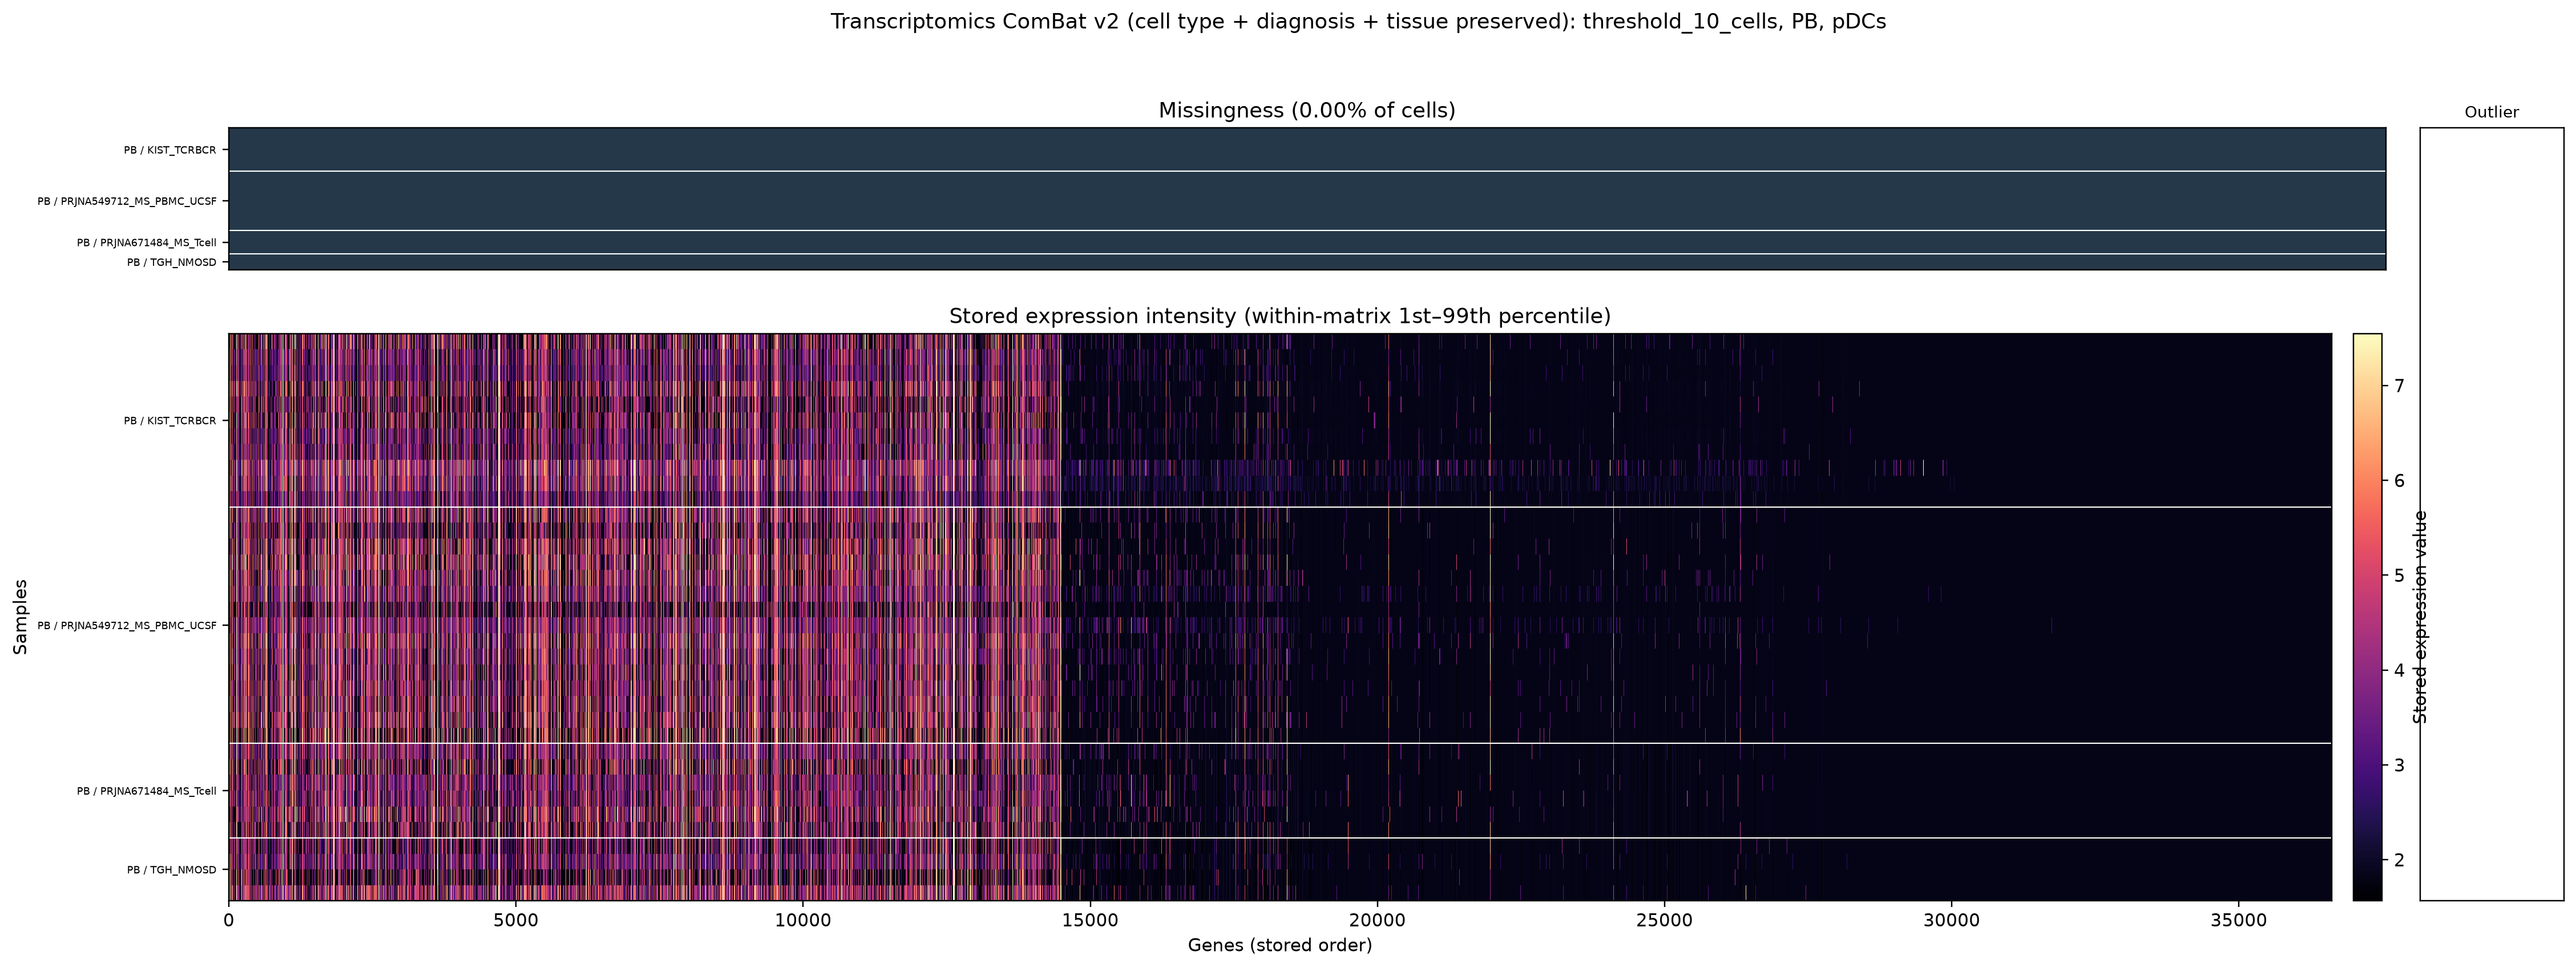 Transcriptomics ComBat v2 (cell type + diagnosis + tissue preserved): threshold_10_cells, PB, pDCs
Missingness (0.00% of cells)
Outlier
PB / KIST_TCRBCR
PB / PRJNA549712_MS_PBMC_UCSF
PB / PRJNA671484_MS_Tcell
PB / TGH_NMOSD
Stored expression intensity (within-matrix 1st–99th percentile)
Samples
PB / KIST_TCRBCR
PB / PRJNA549712_MS_PBMC_UCSF
PB / PRJNA671484_MS_Tcell
PB / TGH_NMOSD
7
6
5
4
3
2
Stored expression value
0 5000 10000 15000 20000 25000 30000 35000
Genes (stored order)